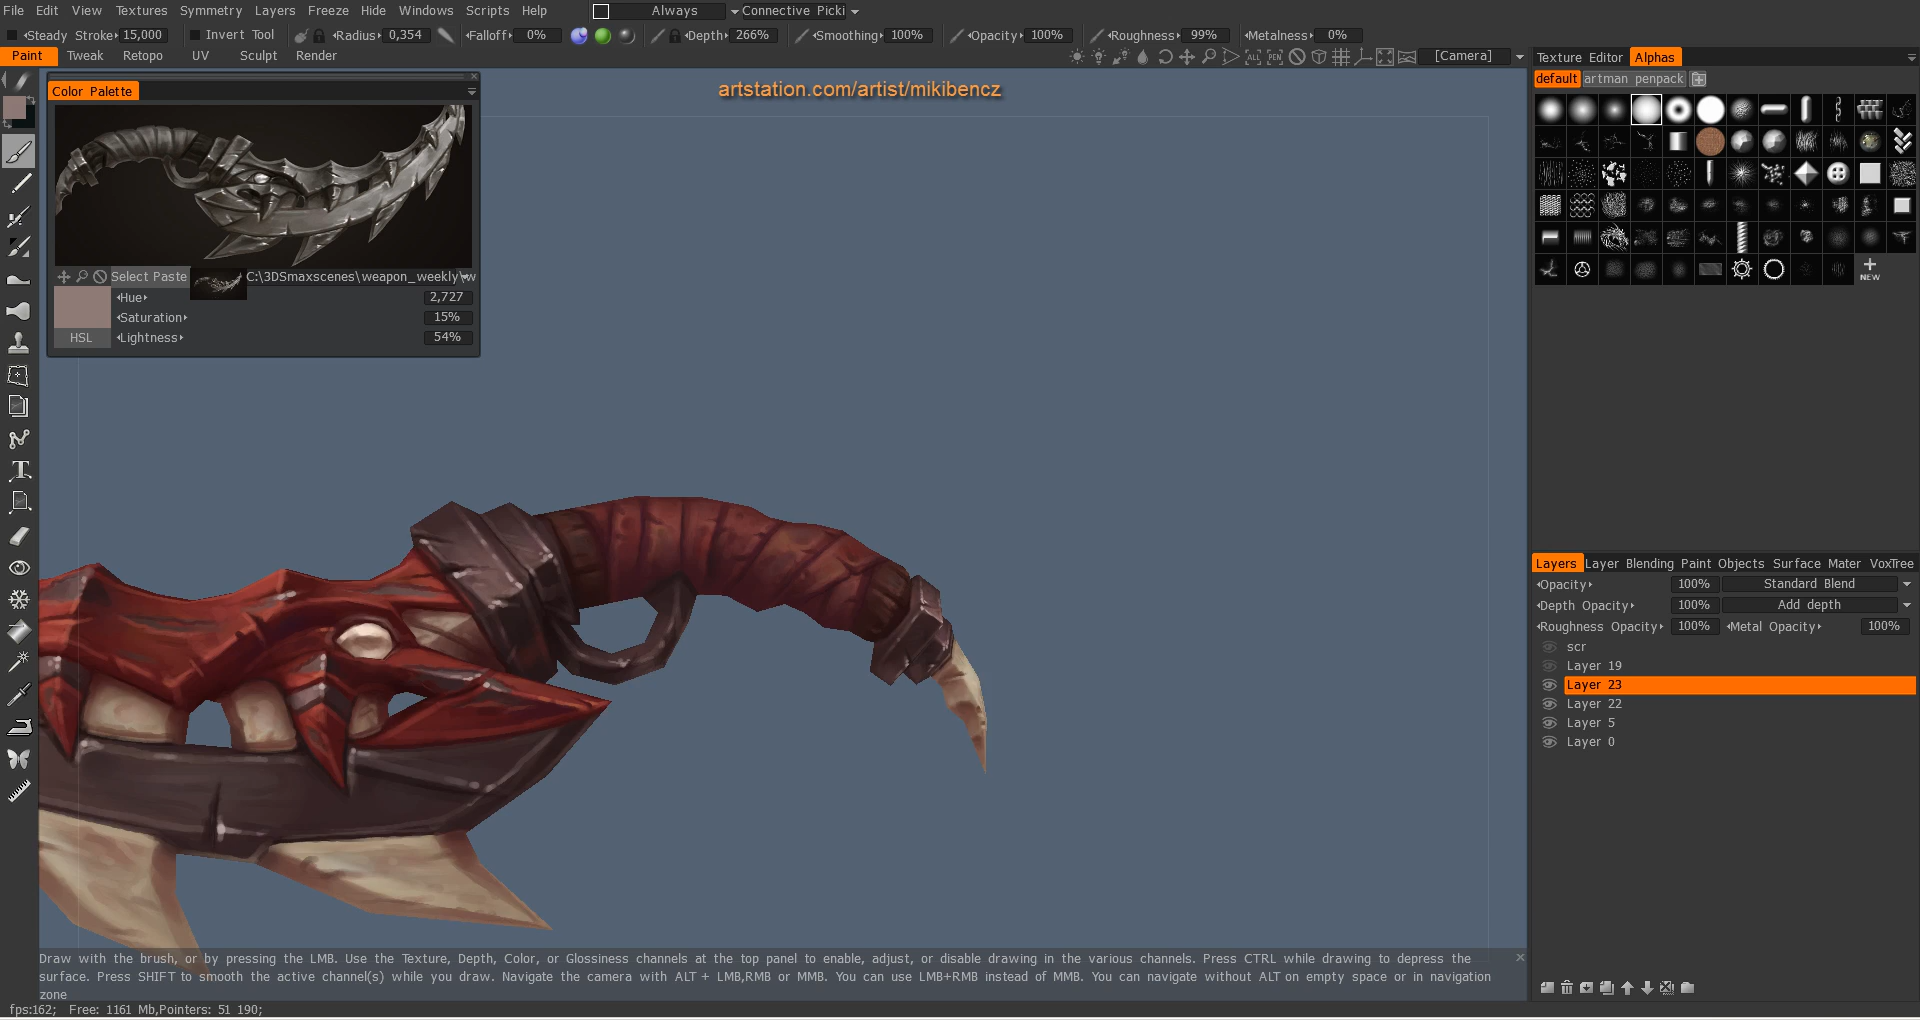 File Edit View Textures Symmetry Layers Freeze Hide Windows Scripts Help Always Connective Picki
Steady Stroke 15,000 Invert Tool Radius 0,354 Falloff 0% Depth 266% Smoothing 100% Opacity 100% Roughness 99% Metalness 0%
Paint Tweak Retopo UV Sculpt Render ALL PEN [Camera]
Texture Editor Alphas
default artman penpack
Color Palette
artstation.com/artist/mikibencz
NEW
Select Paste C:\3DSmaxscenes\weapon_weekly\w
Hue 2,727
Saturation 15%
HSL Lightness 54%
Layers Layer Blending Paint Objects Surface Mater VoxTree
Opacity 100% Standard Blend
Depth Opacity 100% Add depth
Roughness Opacity 100% Metal Opacity 100%
scr
Layer 19
Layer 23
Layer 22
Layer 5
Layer 0
Draw with the brush, or by pressing the LMB. Use the Texture, Depth, Color, or Glossiness channels at the top panel to enable, adjust, or disable drawing in the various channels. Press CTRL while drawing to depress the
surface. Press SHIFT to smooth the active channel(s) while you draw. Navigate the camera with ALT + LMB,RMB or MMB. You can use LMB+RMB instead of MMB. You can navigate without ALT on empty space or in navigation
zone
fps:162; Free: 1161 Mb,Pointers: 51 190;